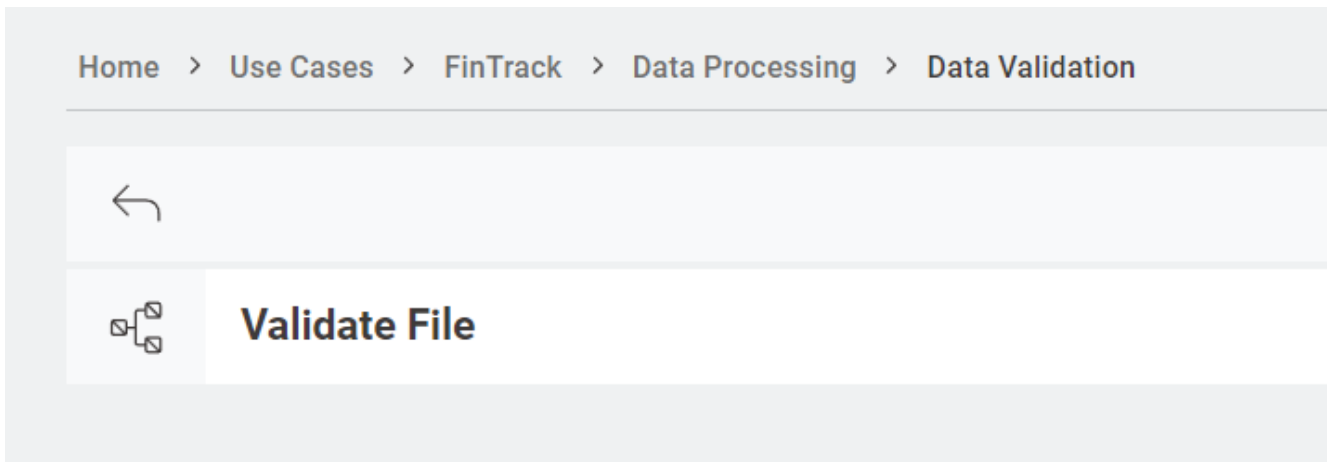 Home > Use Cases > FinTrack > Data Processing > Data Validation
Validate File